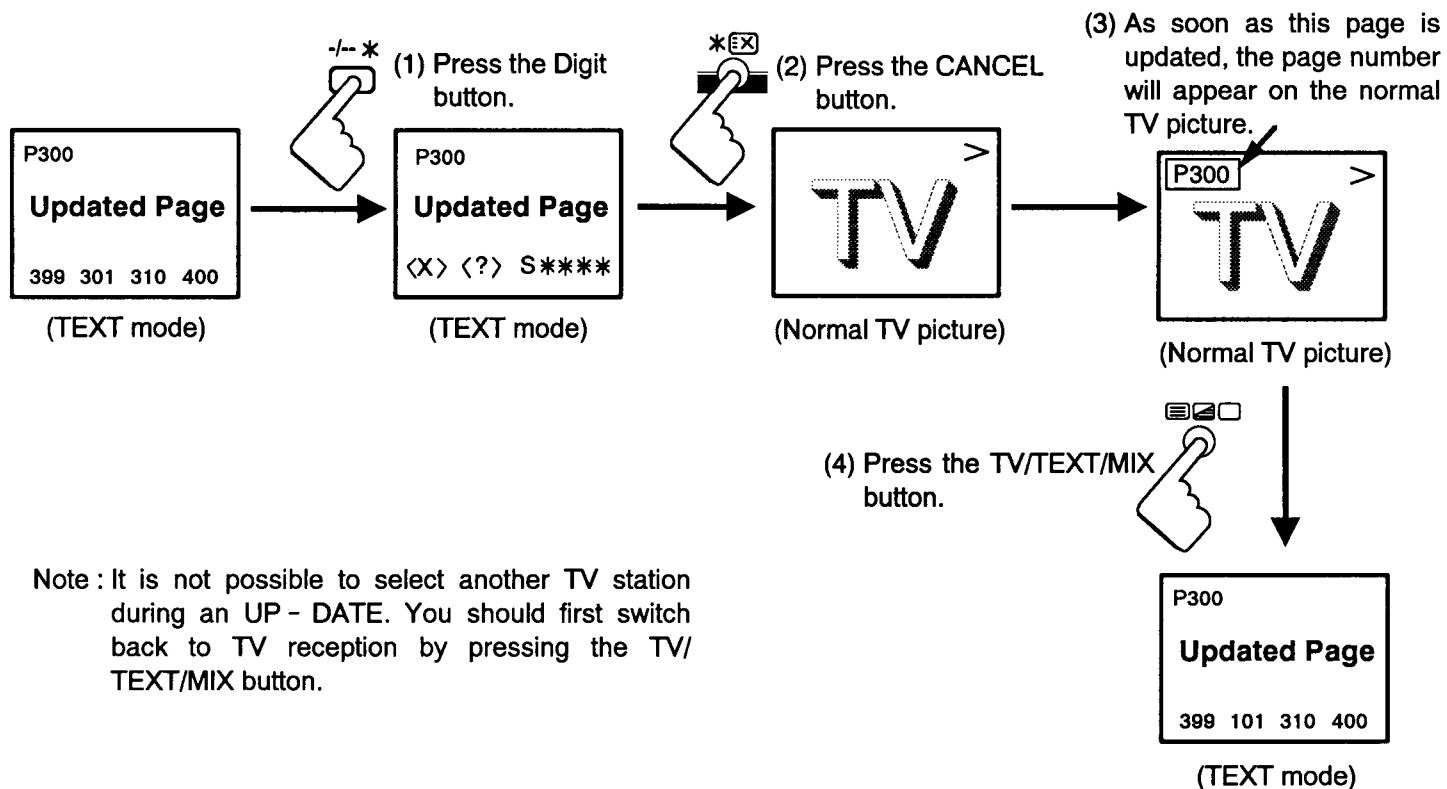 -/-- *
(1) Press the Digit
button.
P300
Updated Page
399 301 310 400
(TEXT mode)
P300
Updated Page
〈X〉 〈?〉 S****
(TEXT mode)
*
X
(2) Press the CANCEL
button.
>
TV
(Normal TV picture)
(3) As soon as this page is
updated, the page number
will appear on the normal
TV picture.
P300
>
TV
(Normal TV picture)
(4) Press the TV/TEXT/MIX
button.
P300
Updated Page
399 101 310 400
(TEXT mode)
Note : It is not possible to select another TV station
during an UP - DATE. You should first switch
back to TV reception by pressing the TV/
TEXT/MIX button.